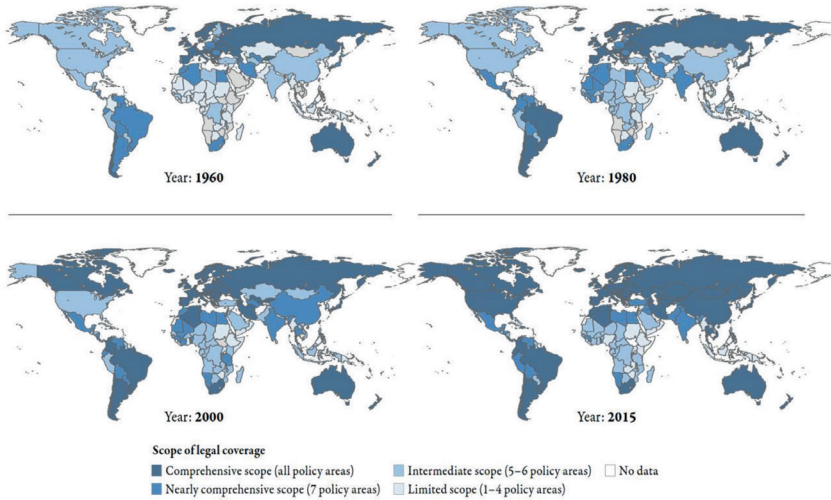 Year: 1960
Year: 1980
Year: 2000
Year: 2015
Scope of legal coverage
Comprehensive scope (all policy areas)
Intermediate scope (5–6 policy areas)
No data
Nearly comprehensive scope (7 policy areas)
Limited scope (1–4 policy areas)